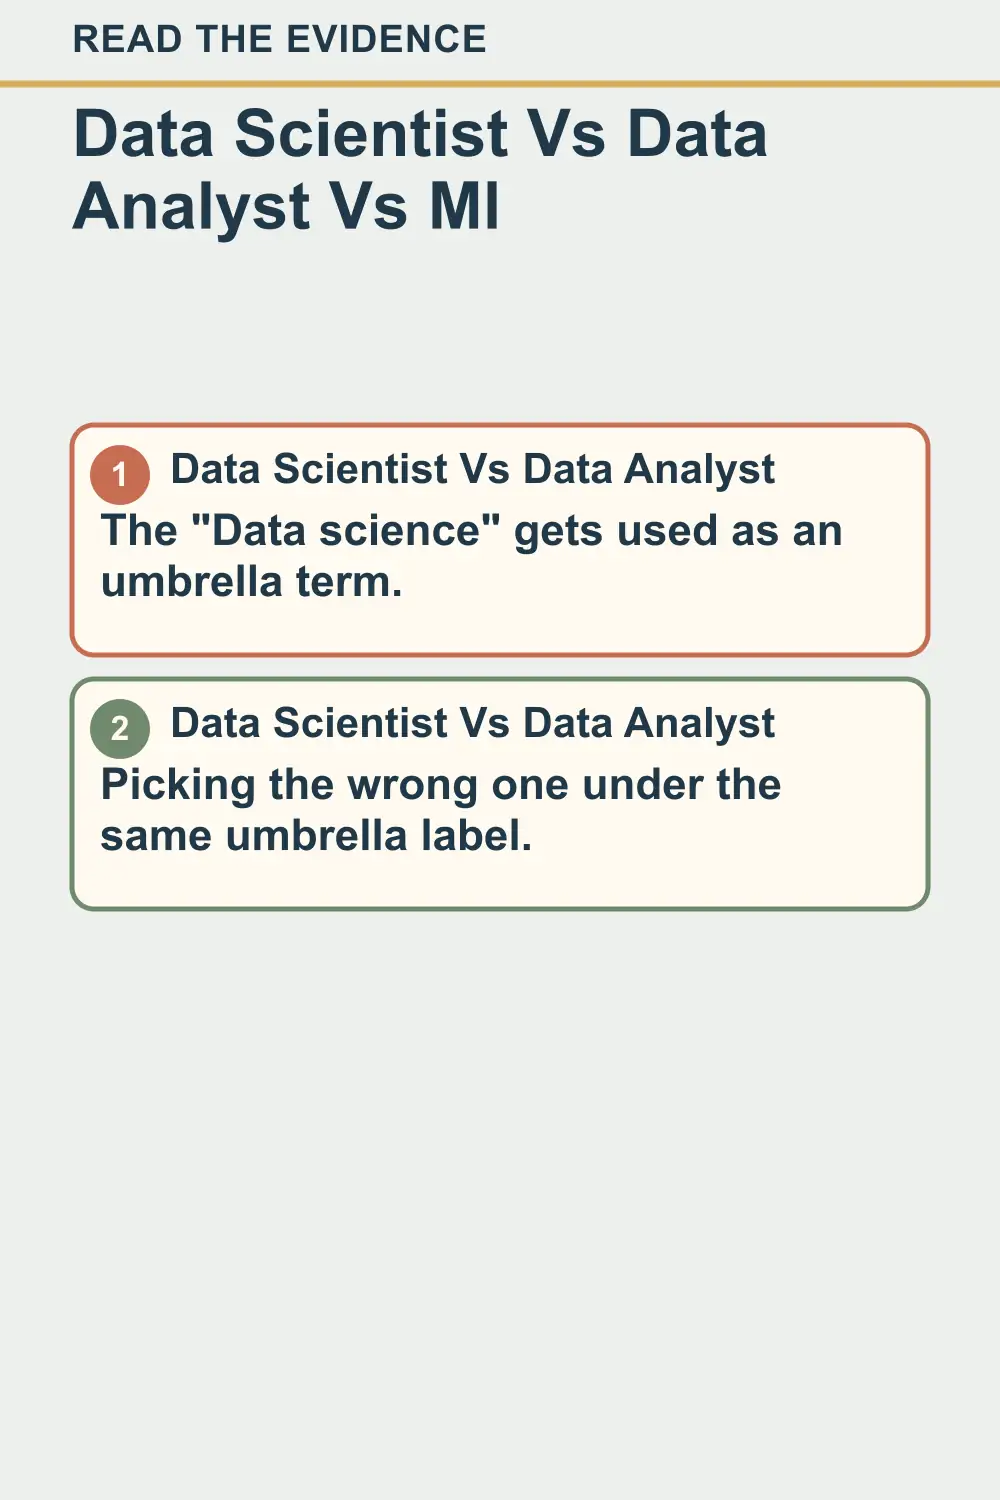 READ THE EVIDENCE
Data Scientist Vs Data
Analyst Vs Ml
1 Data Scientist Vs Data Analyst
The "Data science" gets used as an
umbrella term.
2 Data Scientist Vs Data Analyst
Picking the wrong one under the
same umbrella label.